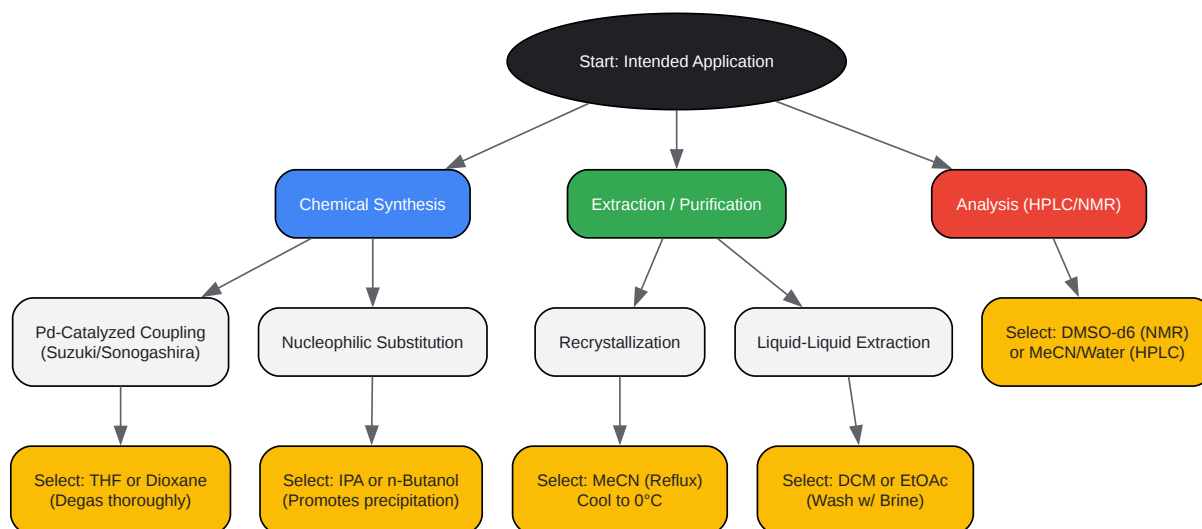 Start: Intended Application
Chemical Synthesis
Extraction / Purification
Analysis (HPLC/NMR)
Pd-Catalyzed Coupling
(Suzuki/Sonogashira)
Nucleophilic Substitution
Recrystallization
Liquid-Liquid Extraction
Select: DMSO-d6 (NMR)
or MeCN/Water (HPLC)
Select: THF or Dioxane
(Degas thoroughly)
Select: IPA or n-Butanol
(Promotes precipitation)
Select: MeCN (Reflux)
Cool to 0°C
Select: DCM or EtOAc
(Wash w/ Brine)